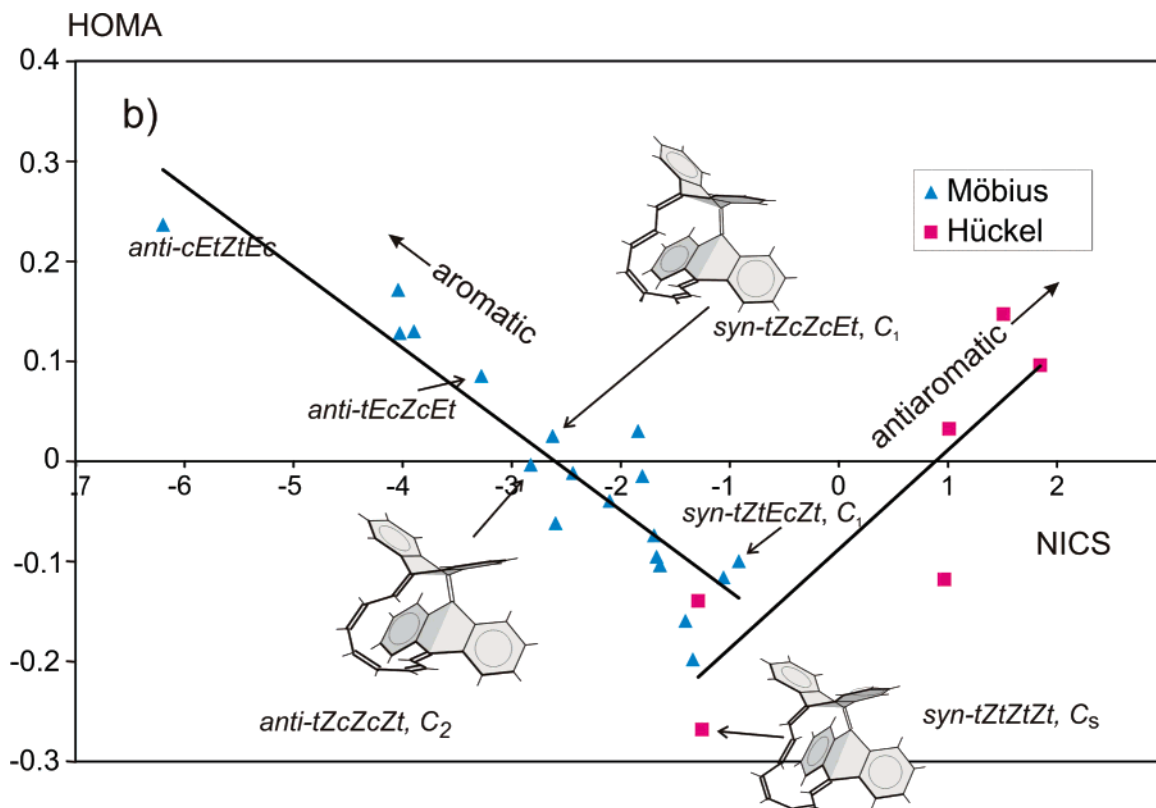 HOMA
0.4
b)
0.3
Möbius
Hückel
0.2
anti-cEtZtEc
aromatic
syn-tZcZcEt, C₁
antiaromatic
0.1
anti-tEcZcEt
0
.7 -6 -5 -4 -3 -2 -1 0 1 2
syn-tZtEcZt, C₁
NICS
-0.1
-0.2
anti-tZcZcZt, C₂
syn-tZtZtZt, Cₛ
-0.3